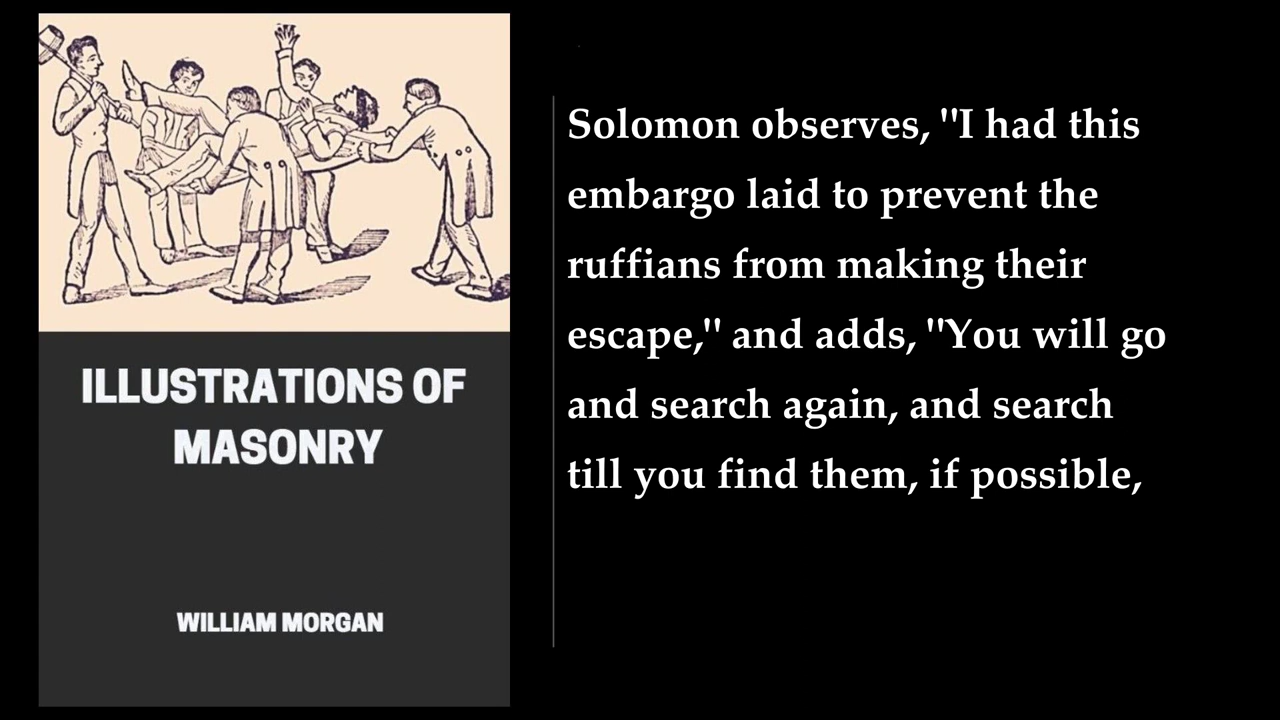 ILLUSTRATIONS OF
MASONRY
WILLIAM MORGAN
Solomon observes, "I had this
embargo laid to prevent the
ruffians from making their
escape," and adds, "You will go
and search again, and search
till you find them, if possible,